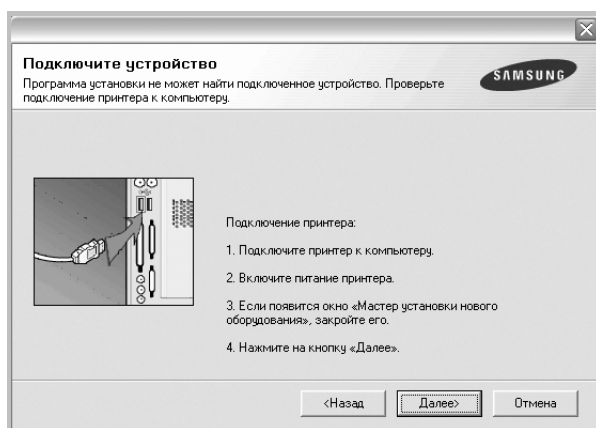 Подключите устройство
Программа установки не может найти подключенное устройство. Проверьте
подключение принтера к компьютеру.
SAMSUNG
Подключение принтера:
1. Подключите принтер к компьютеру.
2. Включите питание принтера.
3. Если появится окно «Мастер установки нового
оборудования», закройте его.
4. Нажмите на кнопку «Далее».
<Назад
Далее>
Отмена